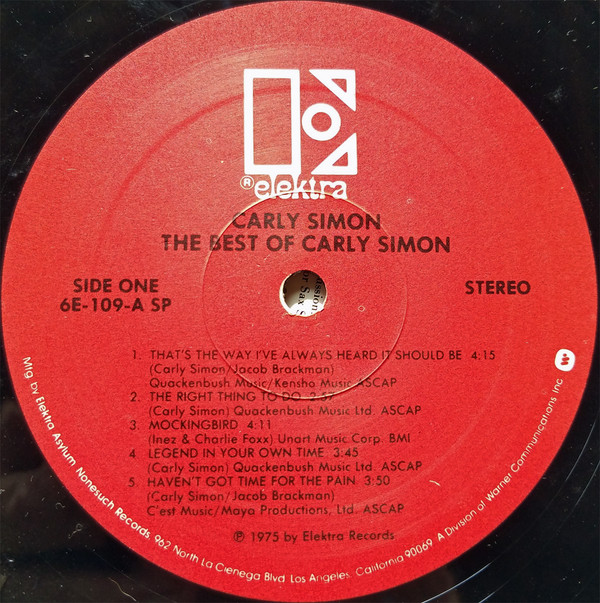 ® elektra
CARLY SIMON
THE BEST OF CARLY SIMON
SIDE ONE
6E-109-A SP
STEREO
1. THAT'S THE WAY I'VE ALWAYS HEARD IT SHOULD BE 4:15
(Carly Simon/Jacob Brackman)
Quackenbush Music/Kensho Music ASCAP
2. THE RIGHT THING TO DO 2:57
(Carly Simon) Quackenbush Music Ltd. ASCAP
3. MOCKINGBIRD 4:11
(Inez & Charlie Foxx) Unart Music Corp. BMI
4. LEGEND IN YOUR OWN TIME 3:45
(Carly Simon) Quackenbush Music Ltd. ASCAP
5. HAVEN'T GOT TIME FOR THE PAIN 3:50
(Carly Simon/Jacob Brackman)
C'est Music/Maya Productions, Ltd. ASCAP
℗ 1975 by Elektra Records
Mfg. by Elektra Asylum Nonesuch Records, 962 North La Cienega Blvd. Los Angeles, California 90069 A Division of Warner Communications Inc.